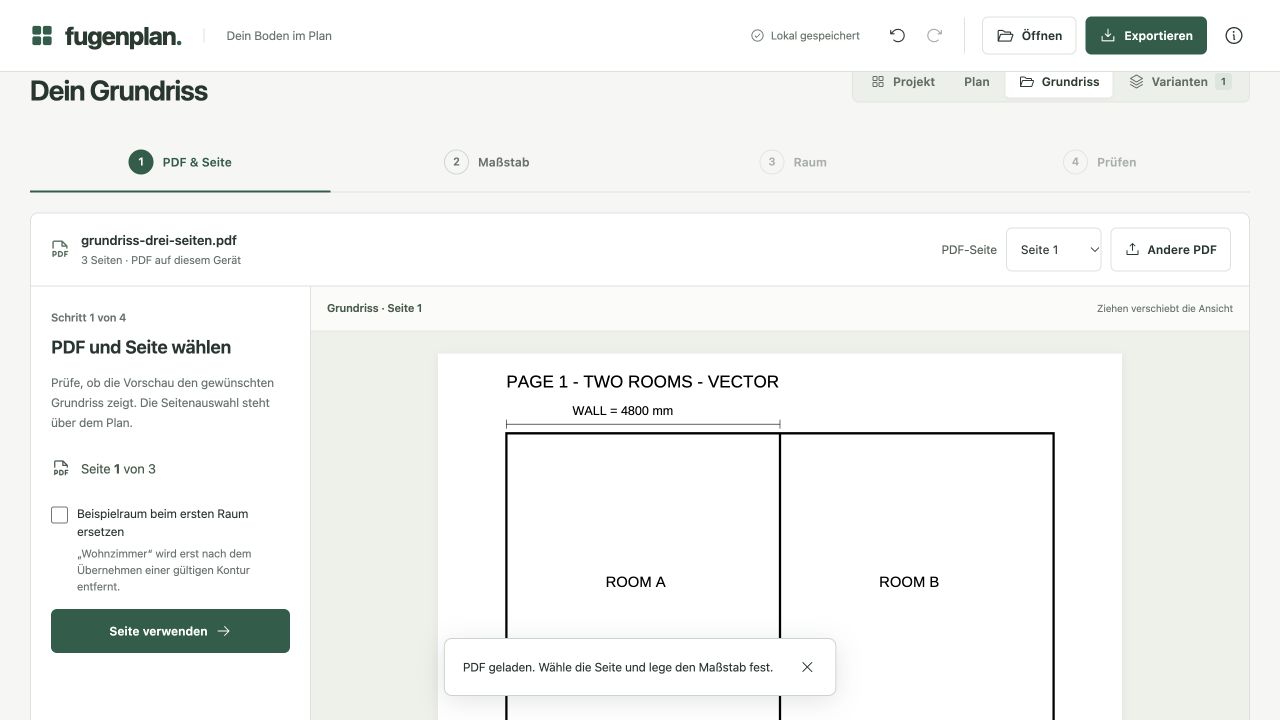 fugenplan.
Dein Boden im Plan
Lokal gespeichert
Öffnen
Exportieren
Dein Grundriss
Projekt
Plan
Grundriss
Varianten 1
1 PDF & Seite
2 Maßstab
3 Raum
4 Prüfen
PDF
grundriss-drei-seiten.pdf
3 Seiten · PDF auf diesem Gerät
PDF-Seite
Seite 1
Andere PDF
Schritt 1 von 4
PDF und Seite wählen
Prüfe, ob die Vorschau den gewünschten
Grundriss zeigt. Die Seitenauswahl steht
über dem Plan.
PDF
Seite 1 von 3
Beispielraum beim ersten Raum
ersetzen
„Wohnzimmer“ wird erst nach dem
Übernehmen einer gültigen Kontur
entfernt.
Seite verwenden
Grundriss · Seite 1
Ziehen verschiebt die Ansicht
PAGE 1 - TWO ROOMS - VECTOR
WALL = 4800 mm
ROOM A
ROOM B
PDF geladen. Wähle die Seite und lege den Maßstab fest.